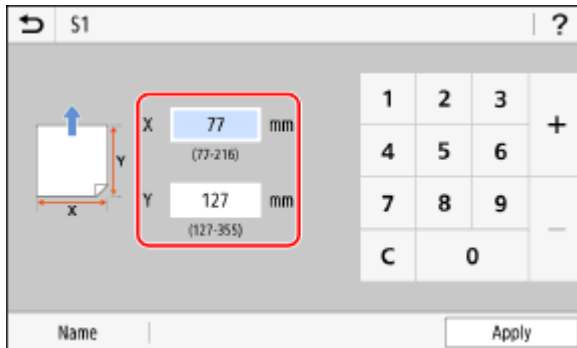 S1 ?
X 77 mm
(77-216)
Y 127 mm
(127-355)
Y
X
1 2 3 +
4 5 6
7 8 9 −
C 0
Name Apply